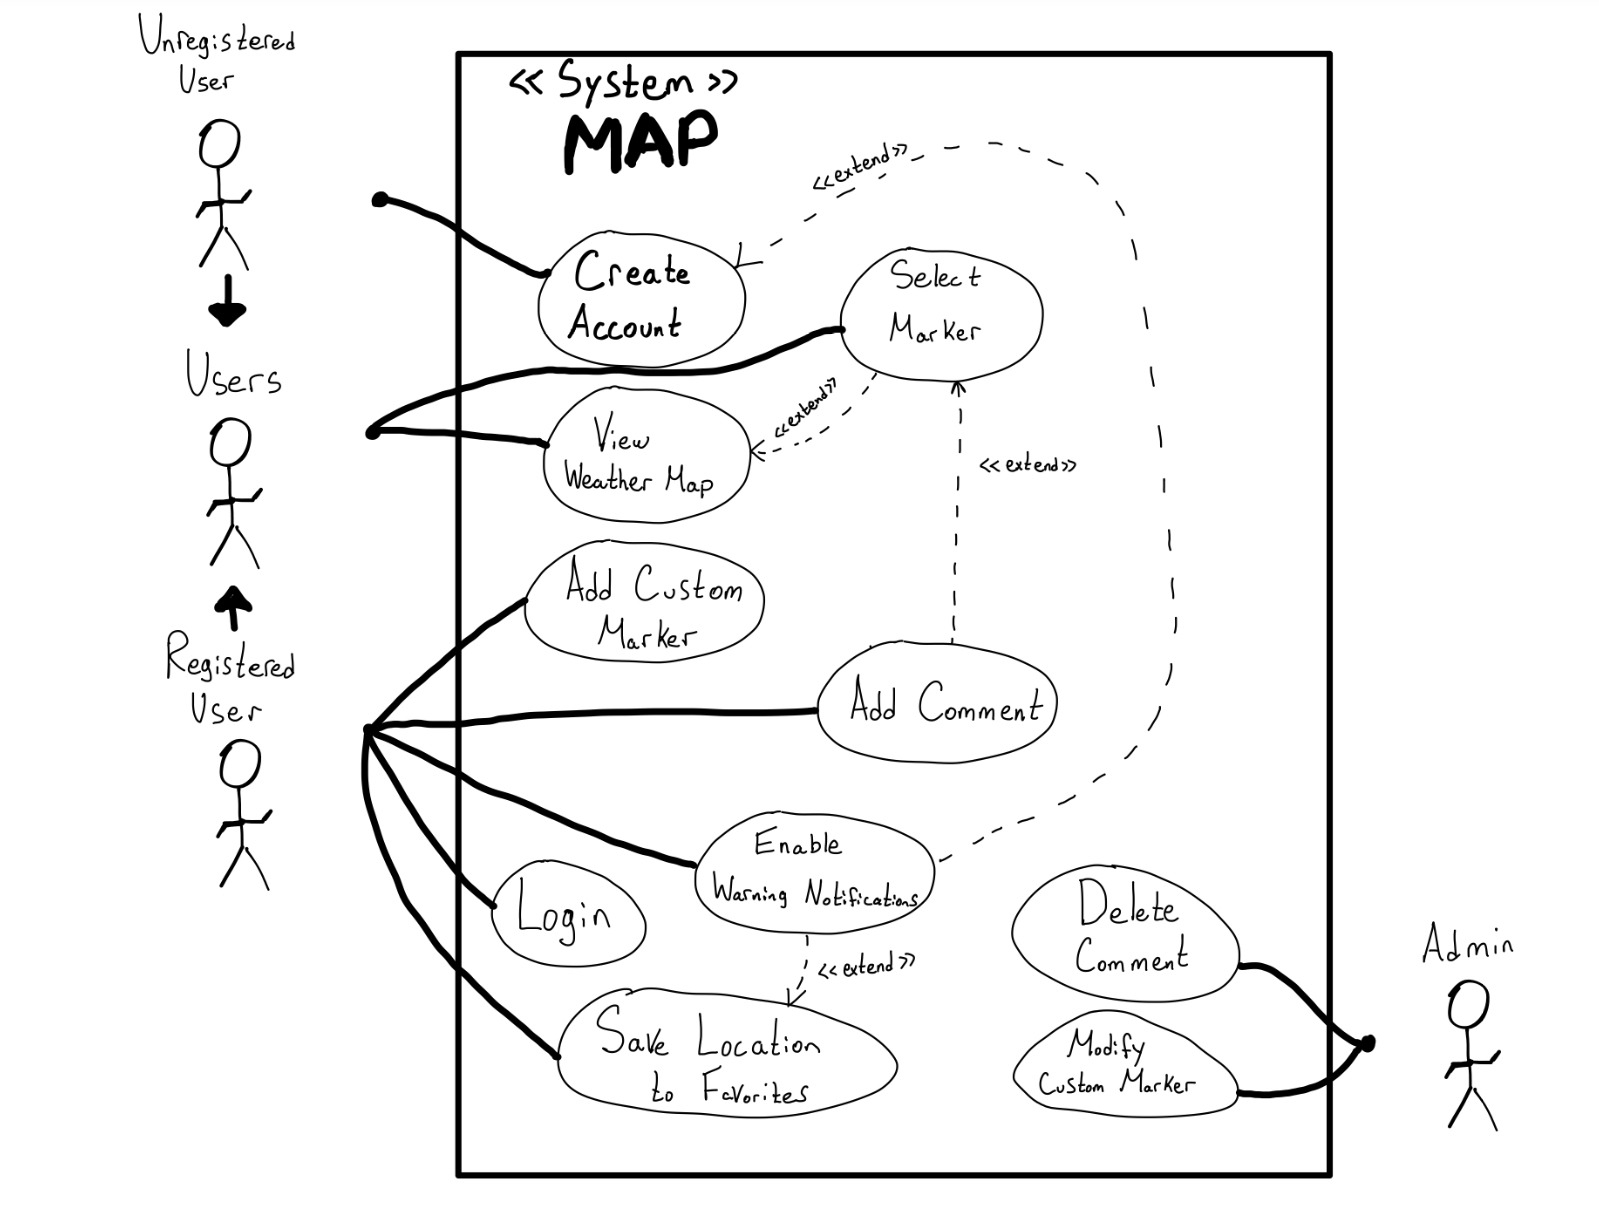 Unregistered
User
<< System >>
MAP
<<extend>>
Create
Account
Select
Marker
Users
<<extend>>
View
Weather Map
<<extend>>
Add Custom
Marker
Registered
User
Add Comment
Enable
Warning Notifications
Login
Delete
Comment
Admin
<<extend>>
Save Location
to Favorites
Modify
Custom Marker